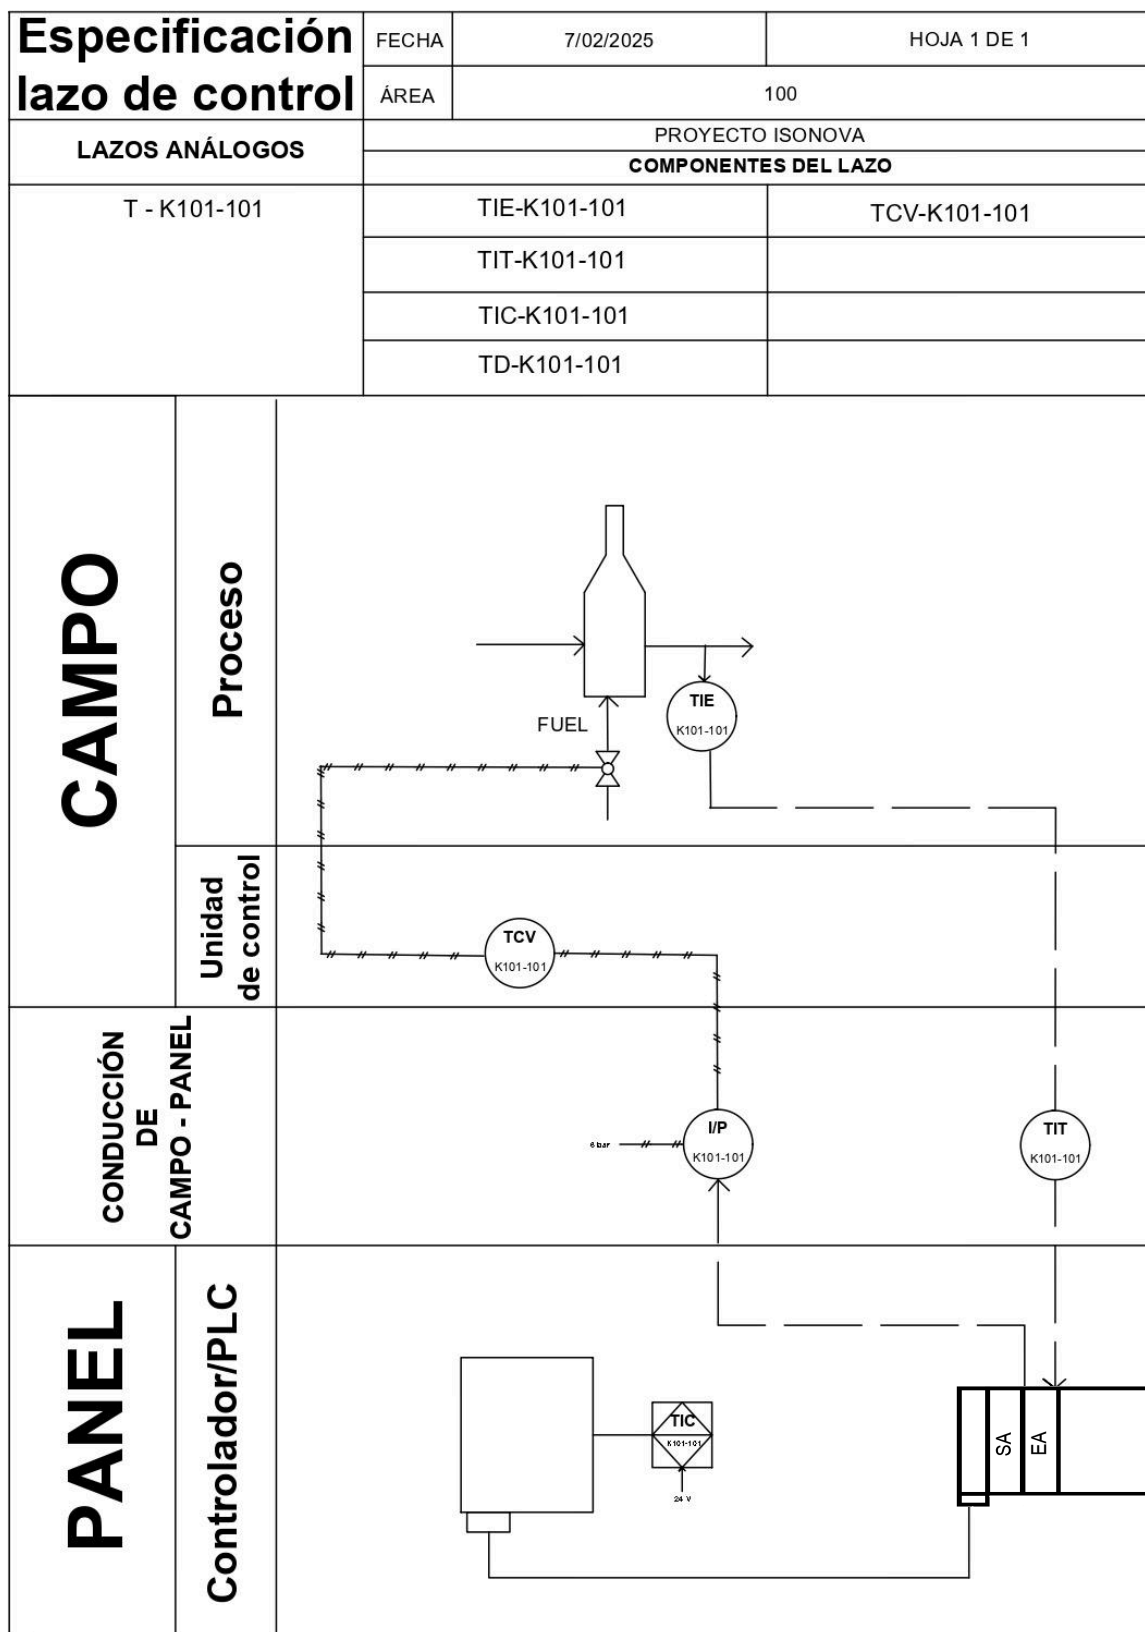 Especificación
lazo de control
FECHA
7/02/2025
HOJA 1 DE 1
ÁREA
100
LAZOS ANÁLOGOS
PROYECTO ISONOVA
COMPONENTES DEL LAZO
T - K101-101
TIE-K101-101
TCV-K101-101
TIT-K101-101
TIC-K101-101
TD-K101-101
CAMPO
Proceso
FUEL
TIE
K101-101
Unidad
de control
TCV
K101-101
CONDUCCIÓN
DE
CAMPO - PANEL
6 bar
I/P
K101-101
TIT
K101-101
PANEL
Controlador/PLC
TIC
K101-101
24 V
SA
EA